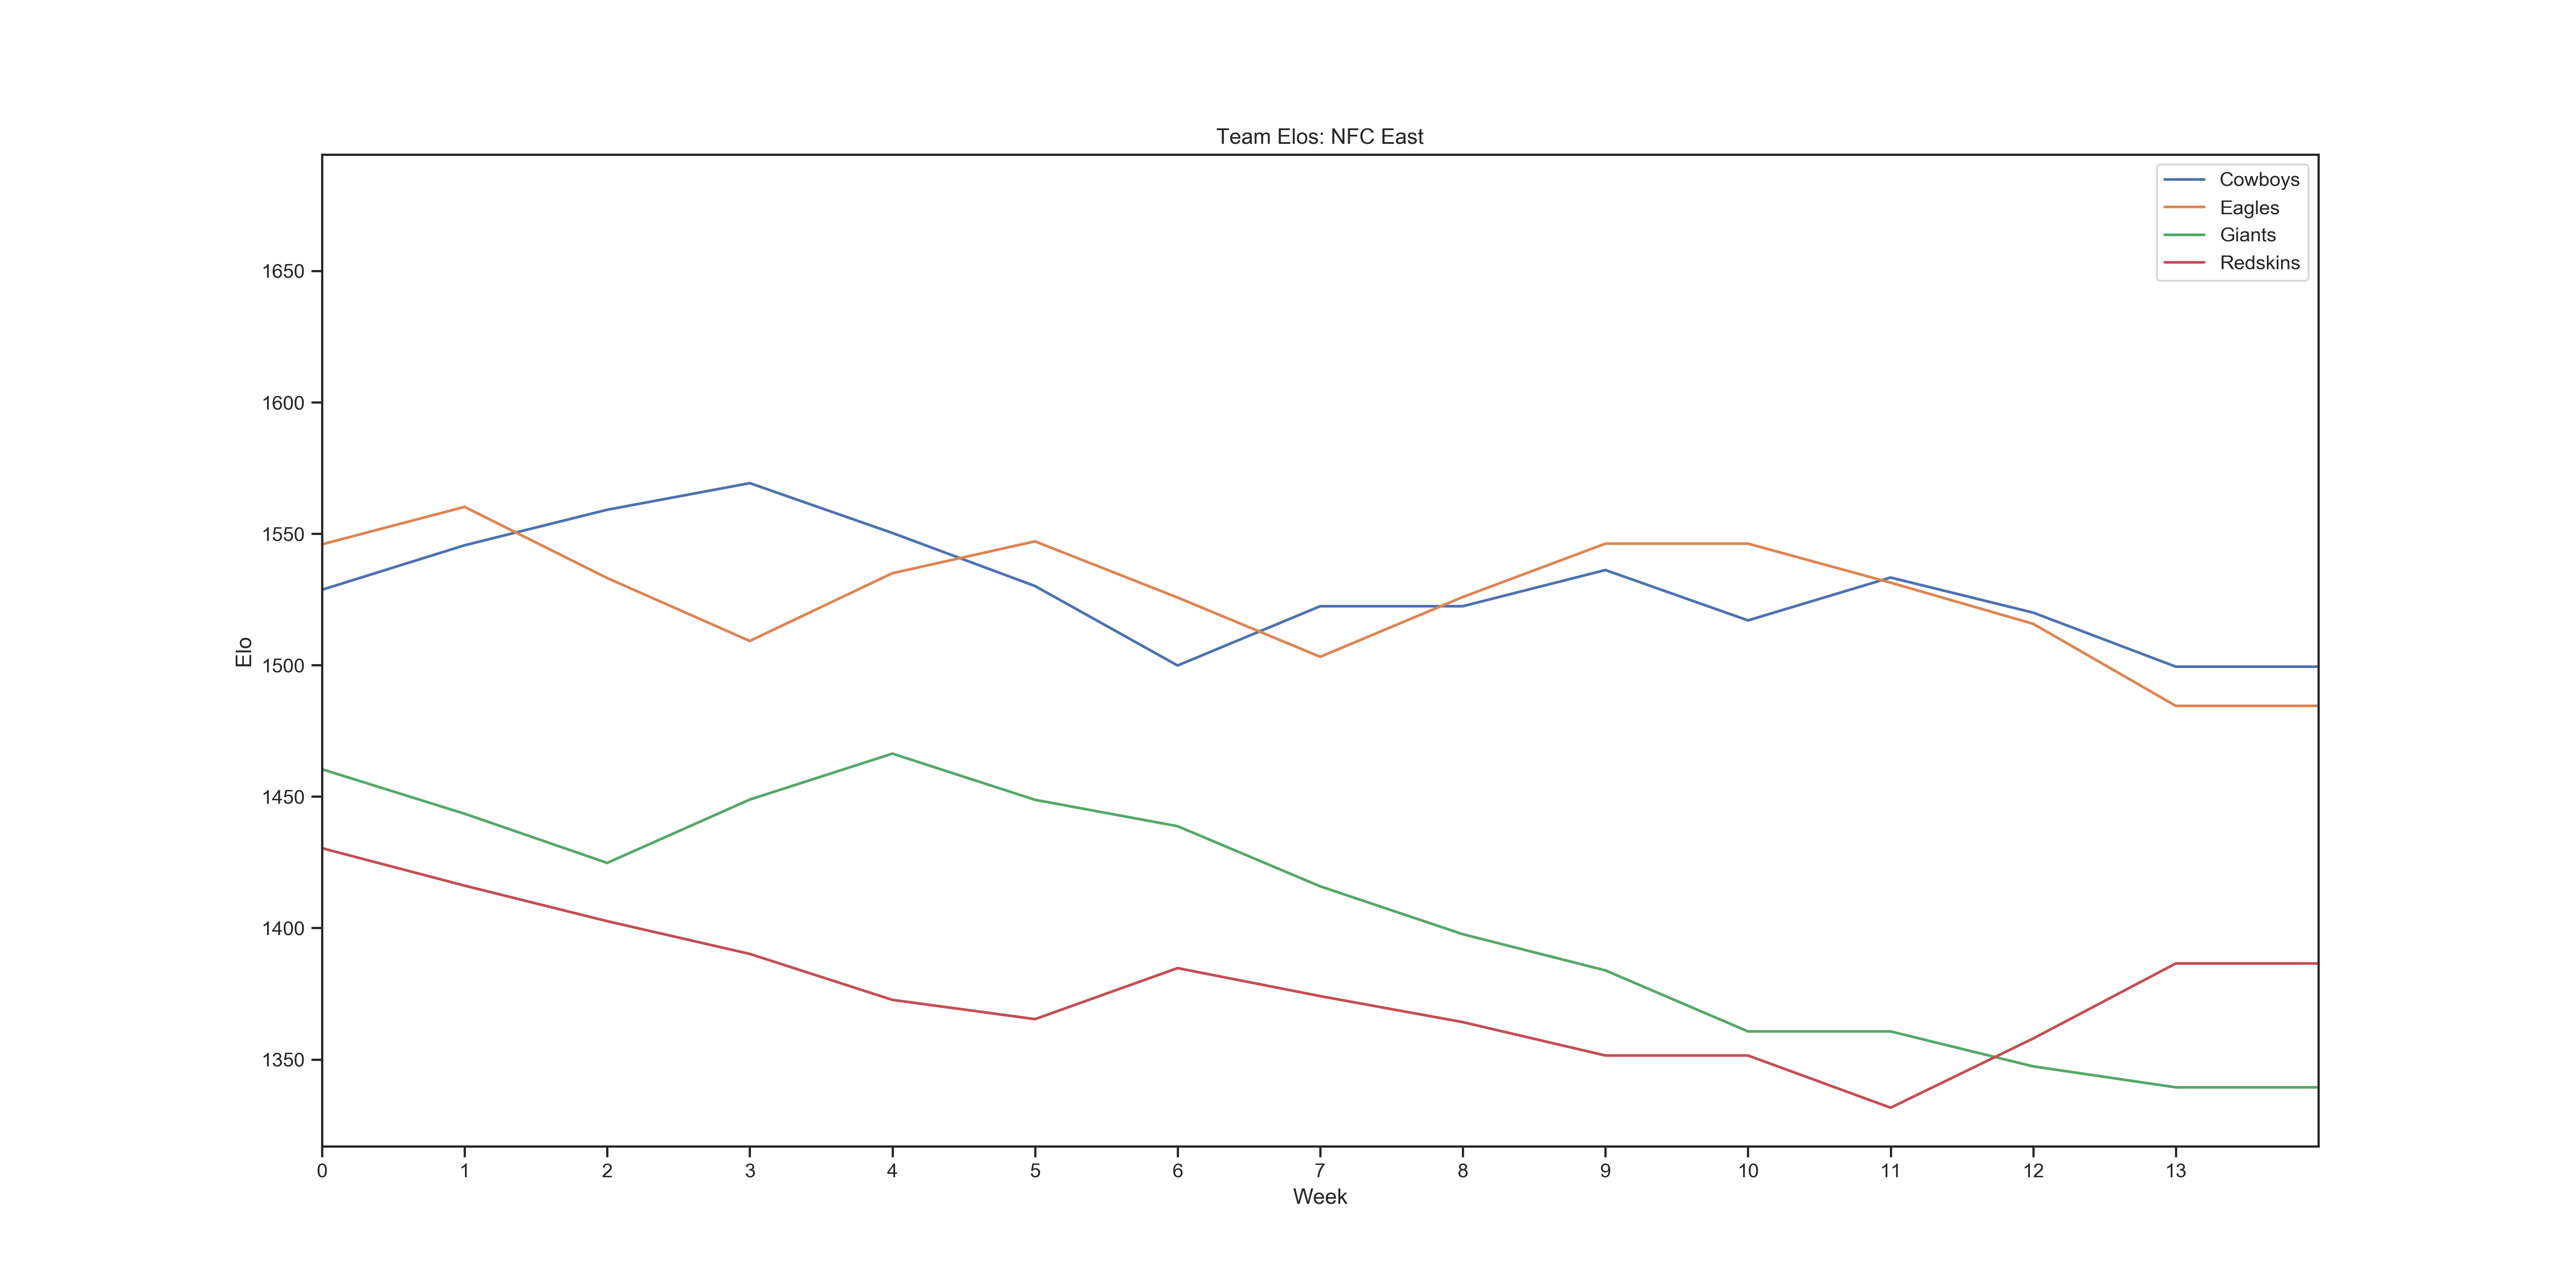 Team Elos: NFC East
Cowboys
Eagles
Giants
Redskins
1650
1600
1550
1500
1450
1400
1350
Elo
0 1 2 3 4 5 6 7 8 9 10 11 12 13
Week